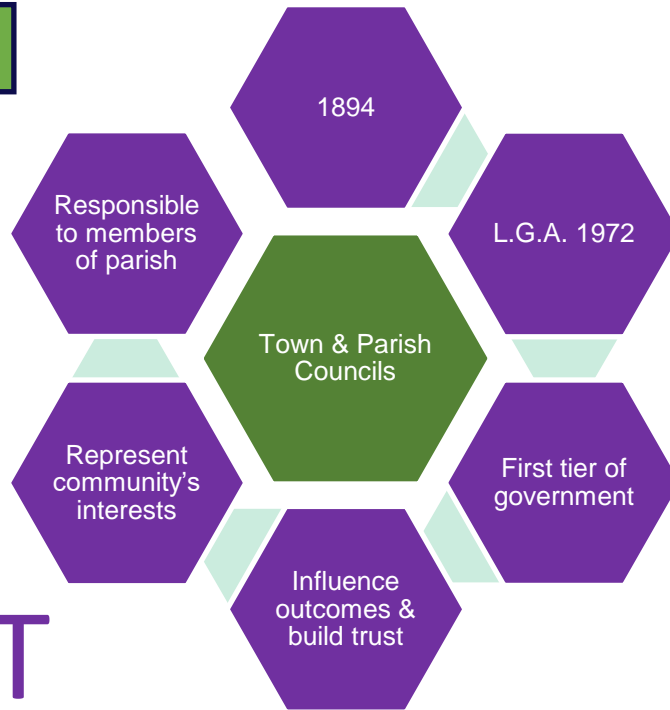 1894
L.G.A. 1972
First tier of
government
Influence
outcomes &
build trust
Represent
community’s
interests
Responsible
to members
of parish
Town & Parish
Councils
T